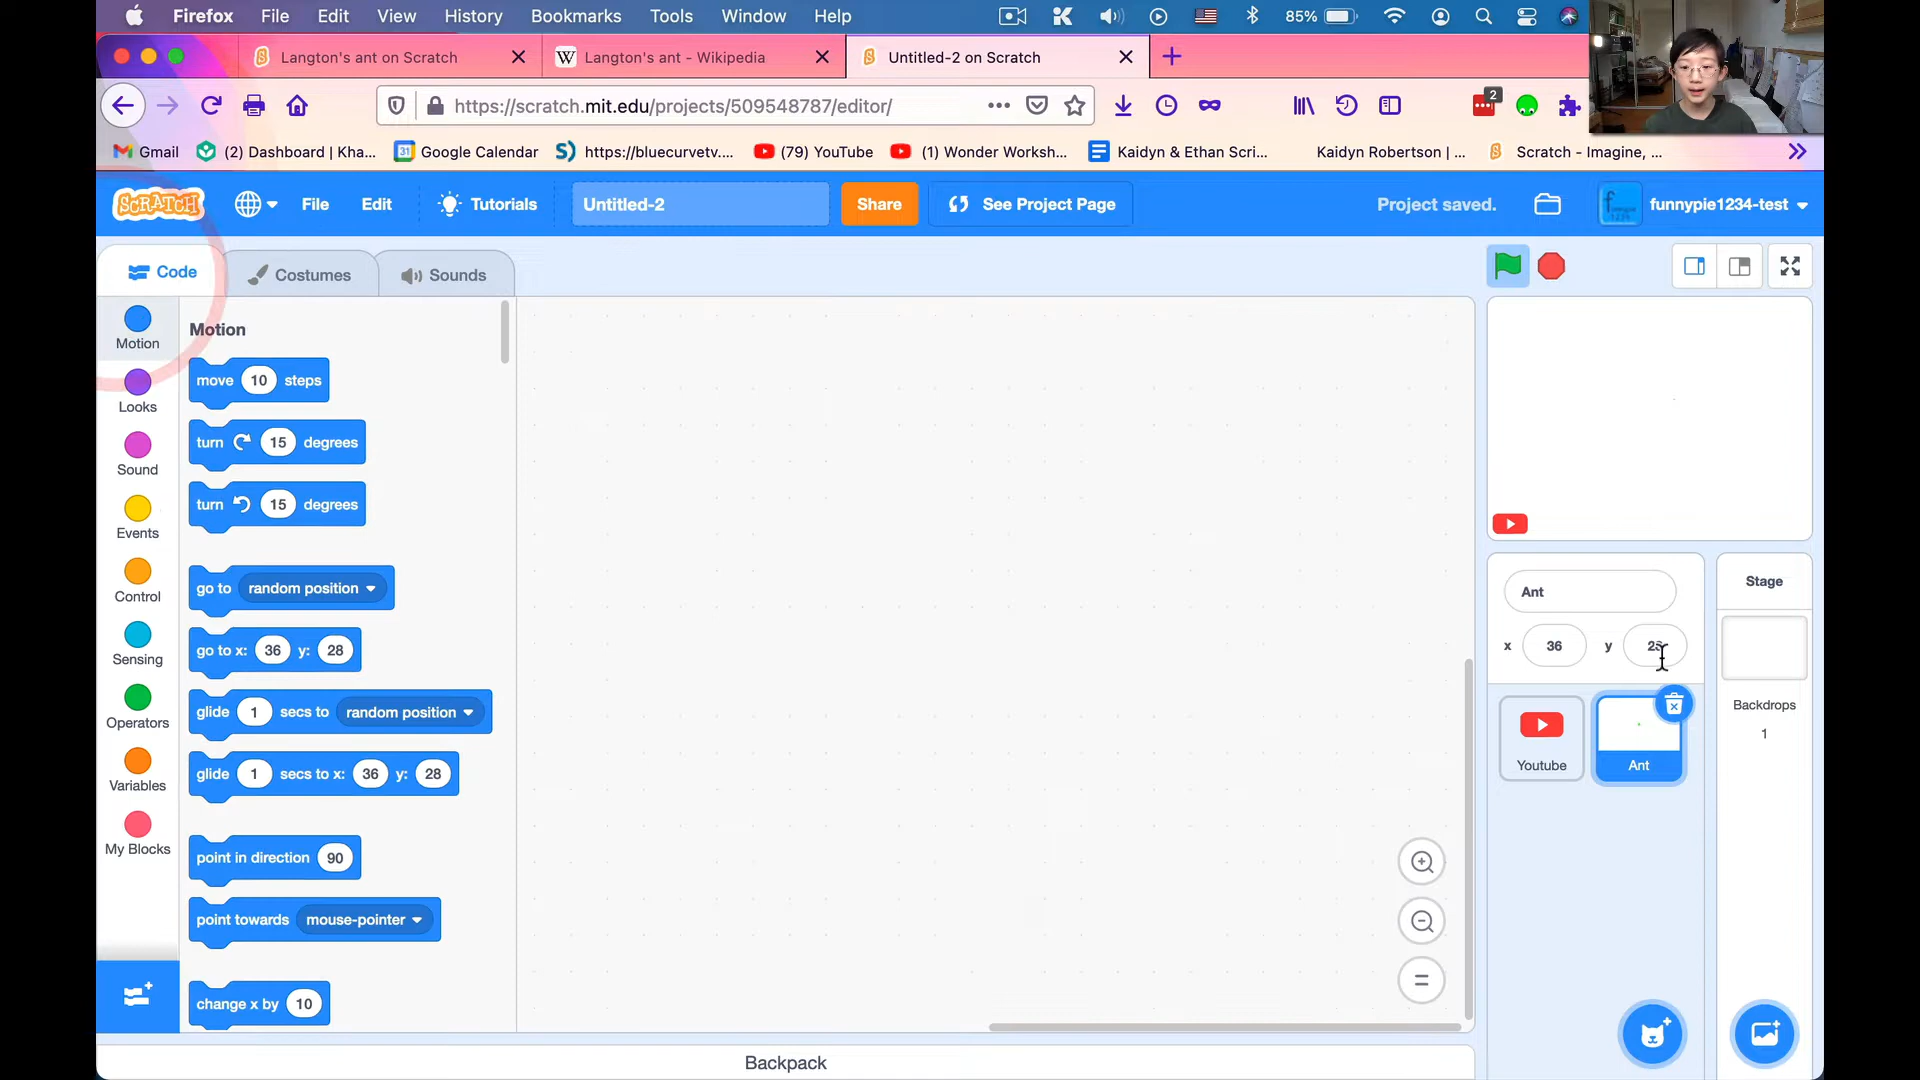 Firefox File Edit View History Bookmarks Tools Window Help 85%
Langton's ant on Scratch
Langton's ant - Wikipedia
Untitled-2 on Scratch
https://scratch.mit.edu/projects/509548787/editor/
2
Gmail
(2) Dashboard | Kha...
Google Calendar
https://bluecurvetv....
(79) YouTube
(1) Wonder Worksh...
Kaidyn & Ethan Scri...
Kaidyn Robertson | ...
Scratch - Imagine, ...
SCRATCH
File
Edit
Tutorials
Untitled-2
Share
See Project Page
Project saved.
funnypie1234-test
Code
Costumes
Sounds
Motion
Looks
Sound
Events
Control
Sensing
Operators
Variables
My Blocks
Motion
move 10 steps
turn 15 degrees
turn 15 degrees
go to random position
go to x: 36 y: 28
glide 1 secs to random position
glide 1 secs to x: 36 y: 28
point in direction 90
point towards mouse-pointer
change x by 10
Ant
x 36 y
Youtube
Ant
Stage
Backdrops
1
Backpack